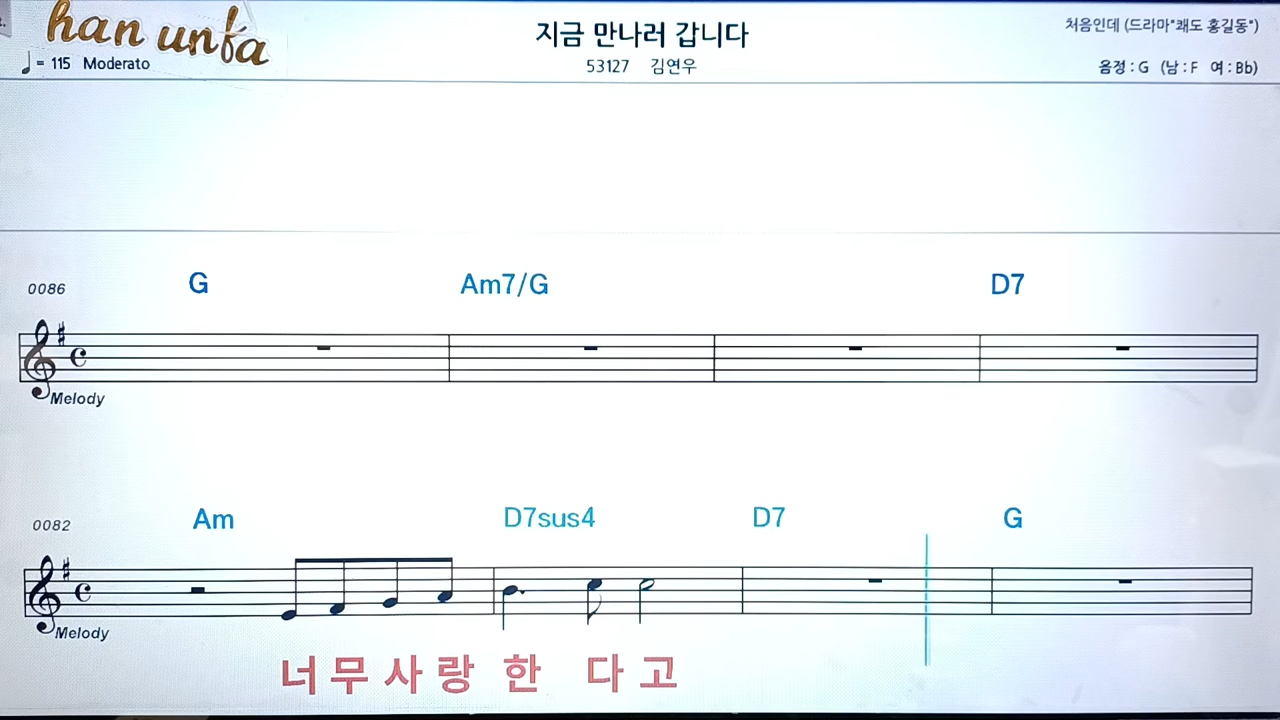 han unfa
지금 만나러 갑니다
처음인데 (드라마"쾌도 홍길동")
♩= 115 Moderato
53127 김연우
음정 : G (남 : F 여 : Bb)
0086 G Am7/G D7
Melody
0082 Am D7sus4 D7 G
Melody
너무사랑 한 다고